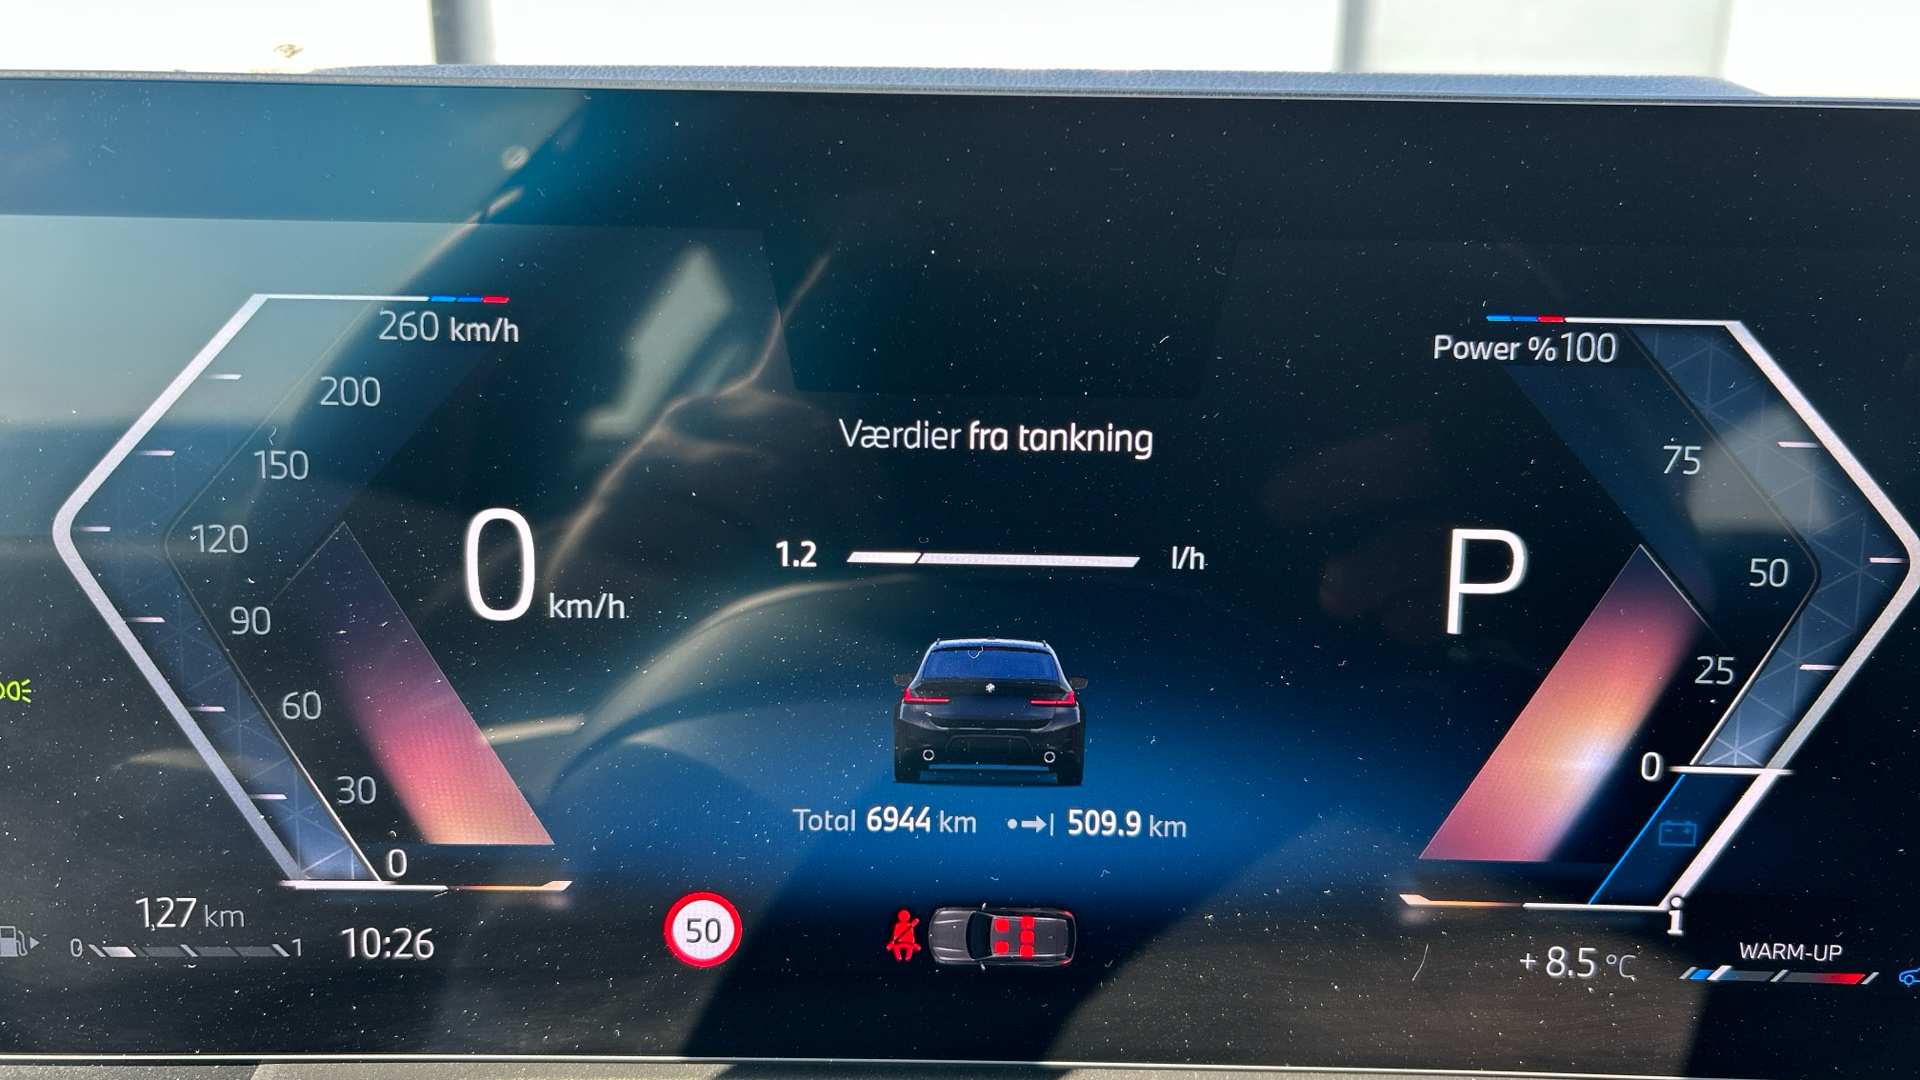 260 km/h
200
150
120
90
60
30
0
0 km/h
Værdier fra tankning
1.2 l/h
Total 6944 km 509.9 km
Power % 100
75
50
25
0
P
127 km
0 1
10:26
50
i
+ 8.5 °C
WARM-UP